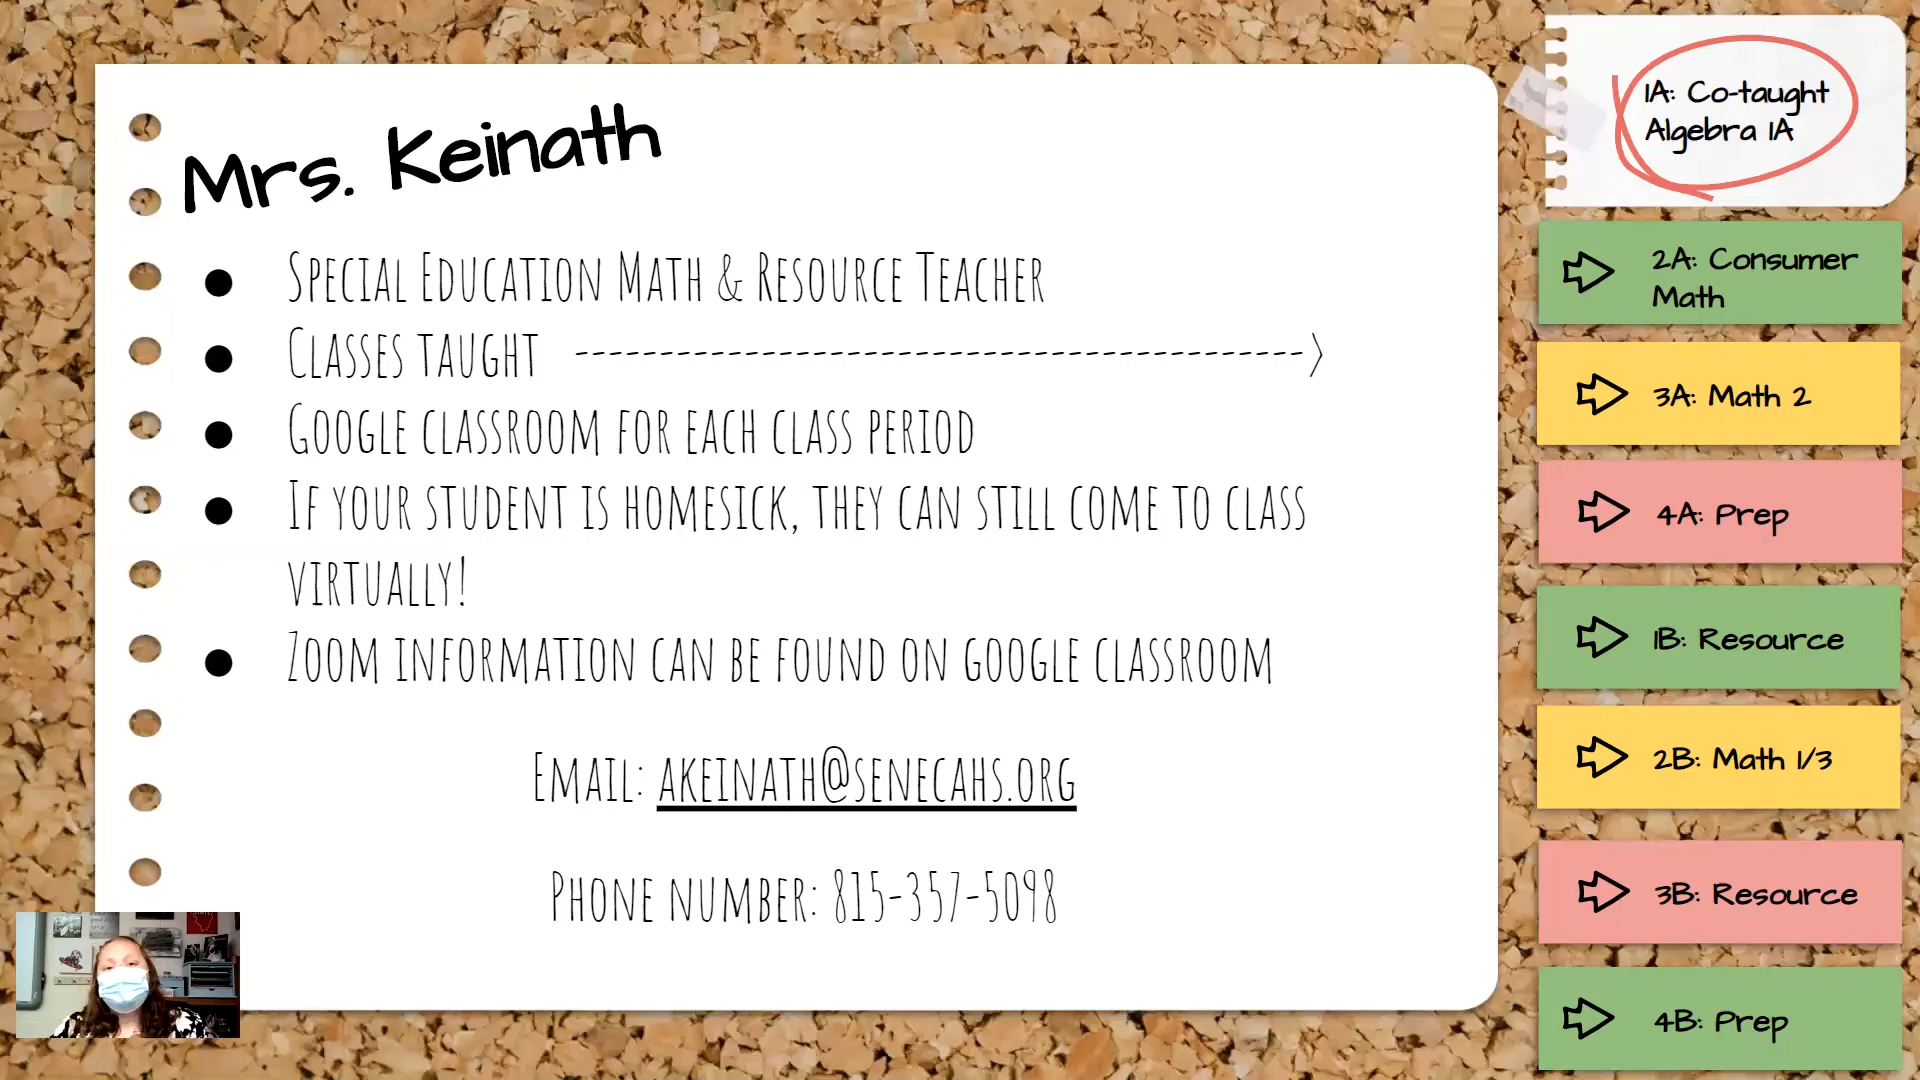 Mrs. Keinath
● Special Education Math & Resource Teacher
● Classes taught ------------------------------------------>
● Google classroom for each class period
● If your student is homesick, they can still come to class
virtually!
● Zoom information can be found on google classroom
Email: akeinath@senecahs.org
Phone number: 815-357-5098
1A: Co-taught
Algebra 1A
2A: Consumer
Math
3A: Math 2
4A: Prep
1B: Resource
2B: Math 1/3
3B: Resource
4B: Prep